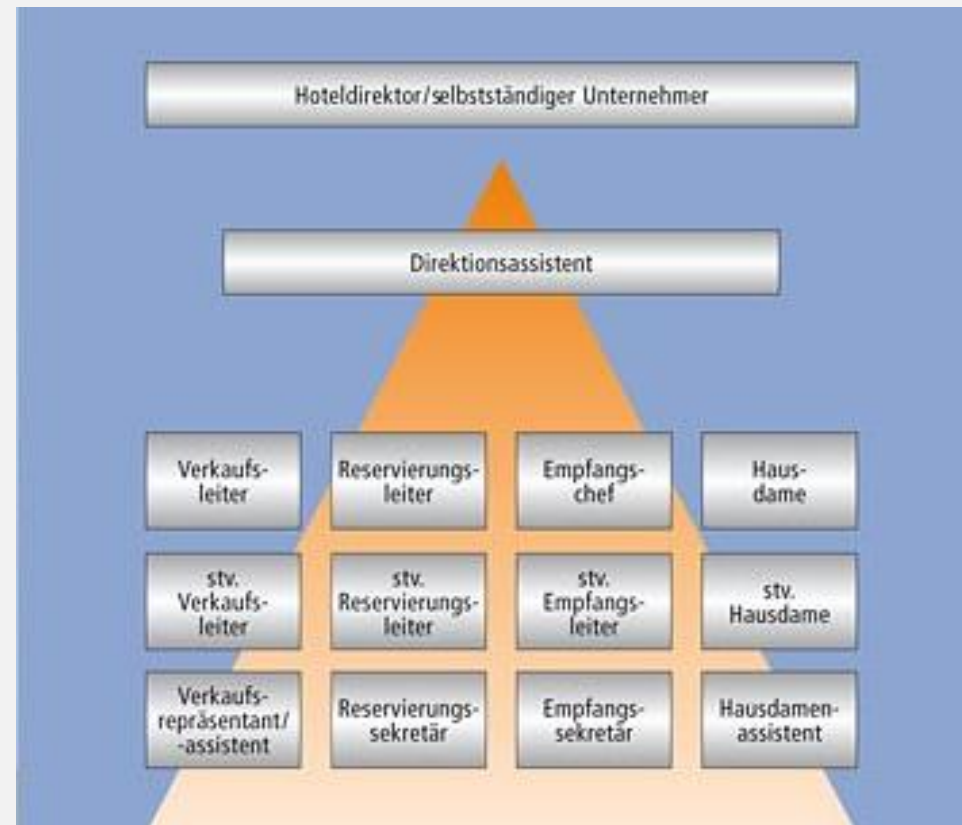 Hoteldirektor/selbstständiger Unternehmer
Direktionsassistent
Verkaufs-
leiter
Reservierungs-
leiter
Empfangs-
chef
Haus-
dame
stv.
Verkaufs-
leiter
stv.
Reservierungs-
leiter
stv.
Empfangs-
leiter
stv.
Hausdame
Verkaufs-
repräsentant/
-assistent
Reservierungs-
sekretär
Empfangs-
sekretär
Hausdamen-
assistent